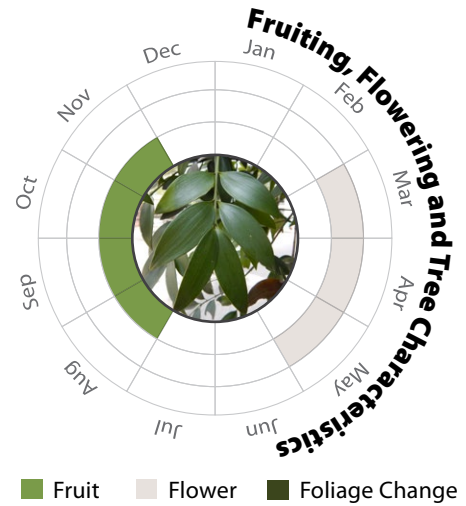 Fruiting, Flowering and Tree Characteristics
Jan
Feb
Mar
Apr
May
Jun
Jul
Aug
Sep
Oct
Nov
Dec
Fruit
Flower
Foliage Change